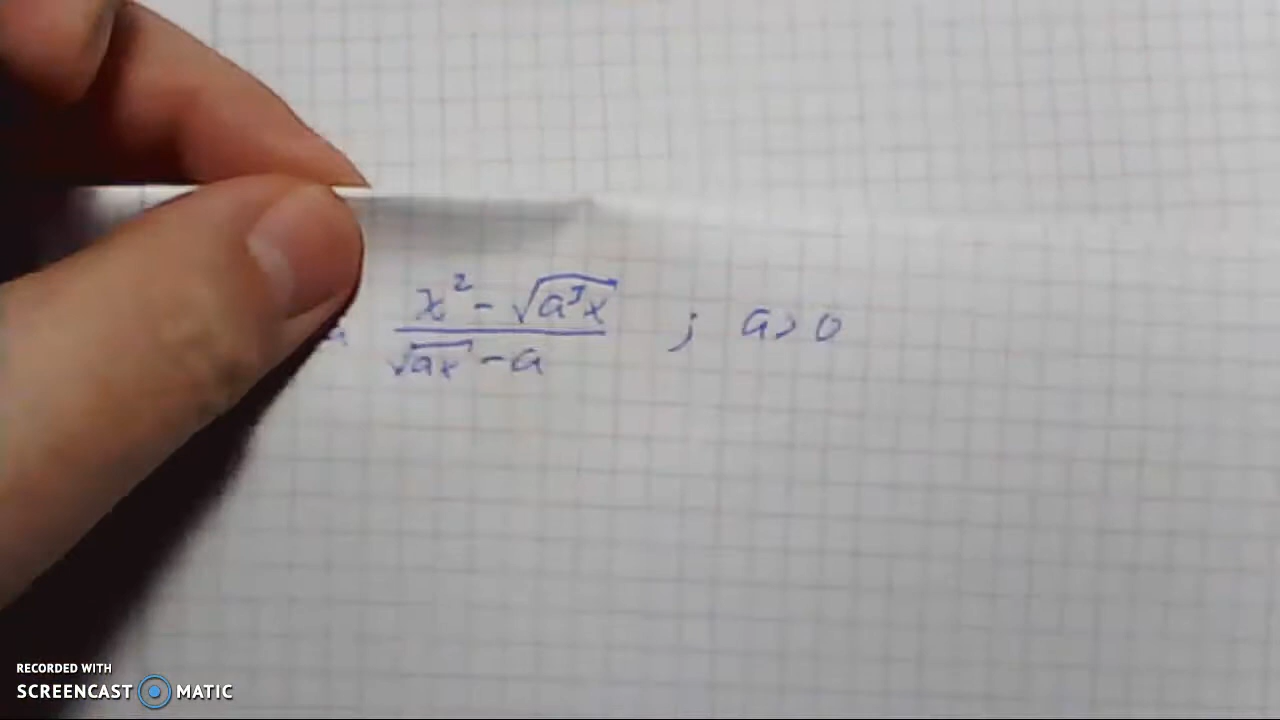 x² - √a³x / √ax - a ; a > 0
RECORDED WITH
SCREENCAST MATIC